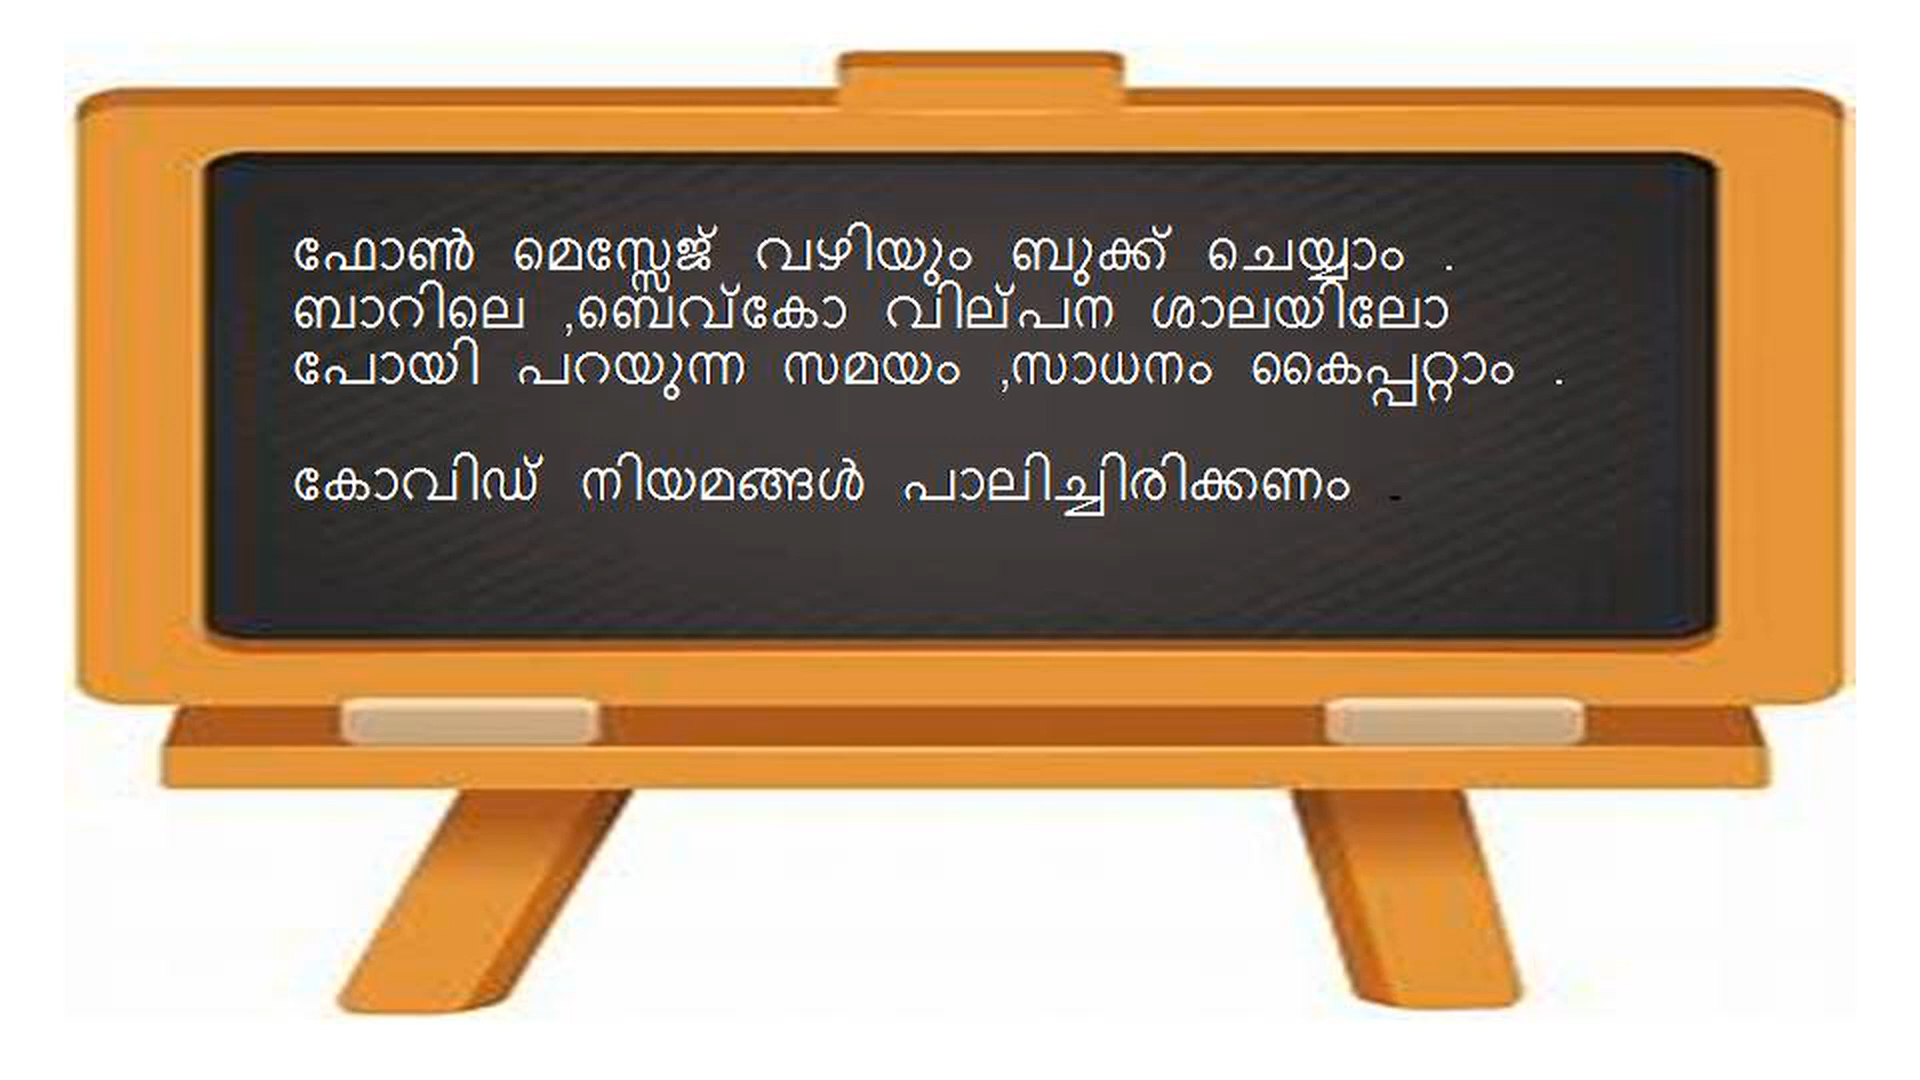 ഫോൺ മെസ്സേജ് വഴിയും ബുക്ക് ചെയ്യാം .
ബാറിലെ ,ബെവ്കോ വില്പന ശാലയിലോ
പോയി പറയുന്ന സമയം ,സാധനം കൈപ്പറ്റാം .
കോവിഡ് നിയമങ്ങൾ പാലിച്ചിരിക്കണം .